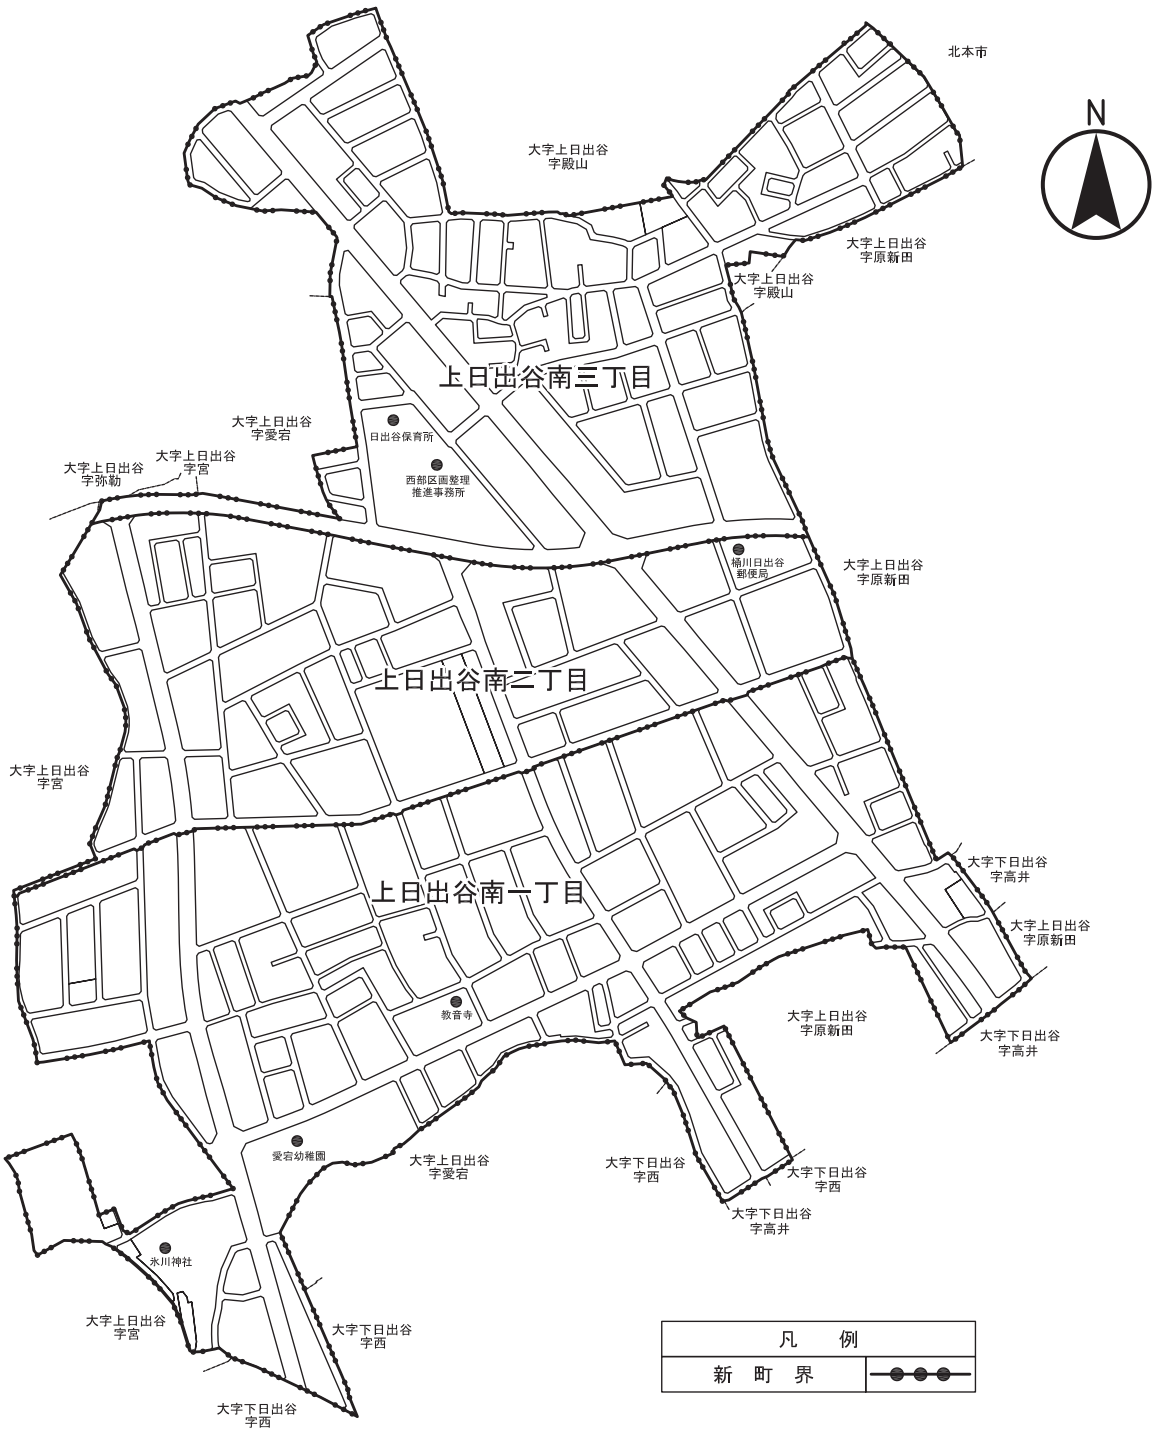 北本市
N
大字上日出谷
字殿山
大字上日出谷
字原新田
大字上日出谷
字殿山
上日出谷南三丁目
大字上日出谷
字愛宕
日出谷保育所
大字上日出谷
字宮
大字上日出谷
字弥勒
西部区画整理
推進事務所
桶川日出谷
郵便局
大字上日出谷
字原新田
上日出谷南二丁目
大字上日出谷
字宮
大字下日出谷
字高井
上日出谷南一丁目
大字上日出谷
字原新田
教音寺
大字上日出谷
字原新田
大字下日出谷
字高井
愛宕幼稚園
大字上日出谷
字愛宕
大字下日出谷
字西
大字下日出谷
字西
大字下日出谷
字高井
氷川神社
大字上日出谷
字宮
大字下日出谷
字西
大字下日出谷
字西
凡 例
新 町 界